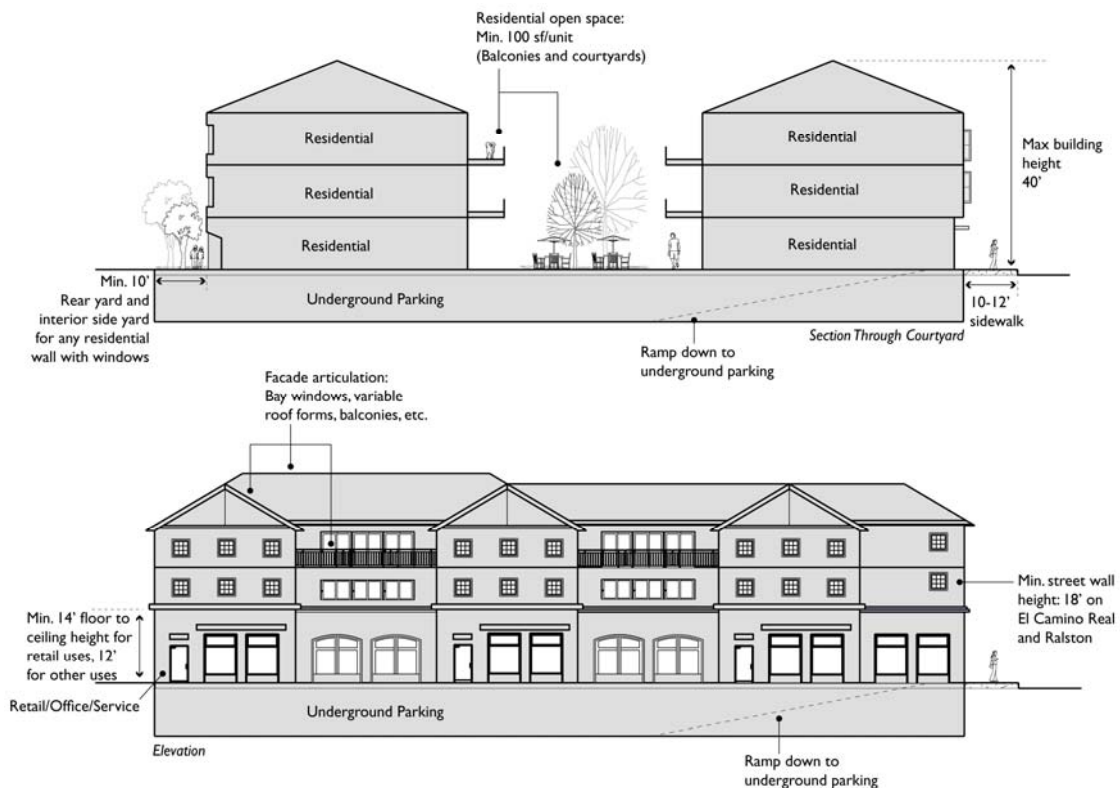 Residential open space:
Min. 100 sf/unit
(Balconies and courtyards)
Residential
Residential
Residential
Residential
Residential
Residential
Max building
height
40'
Min. 10'
Rear yard and
interior side yard
for any residential
wall with windows
Underground Parking
10-12'
sidewalk
Section Through Courtyard
Ramp down to
underground parking
Facade articulation:
Bay windows, variable
roof forms, balconies, etc.
Min. 14' floor to
ceiling height for
retail uses, 12'
for other uses
Min. street wall
height: 18' on
El Camino Real
and Ralston
Retail/Office/Service
Underground Parking
Elevation
Ramp down to
underground parking